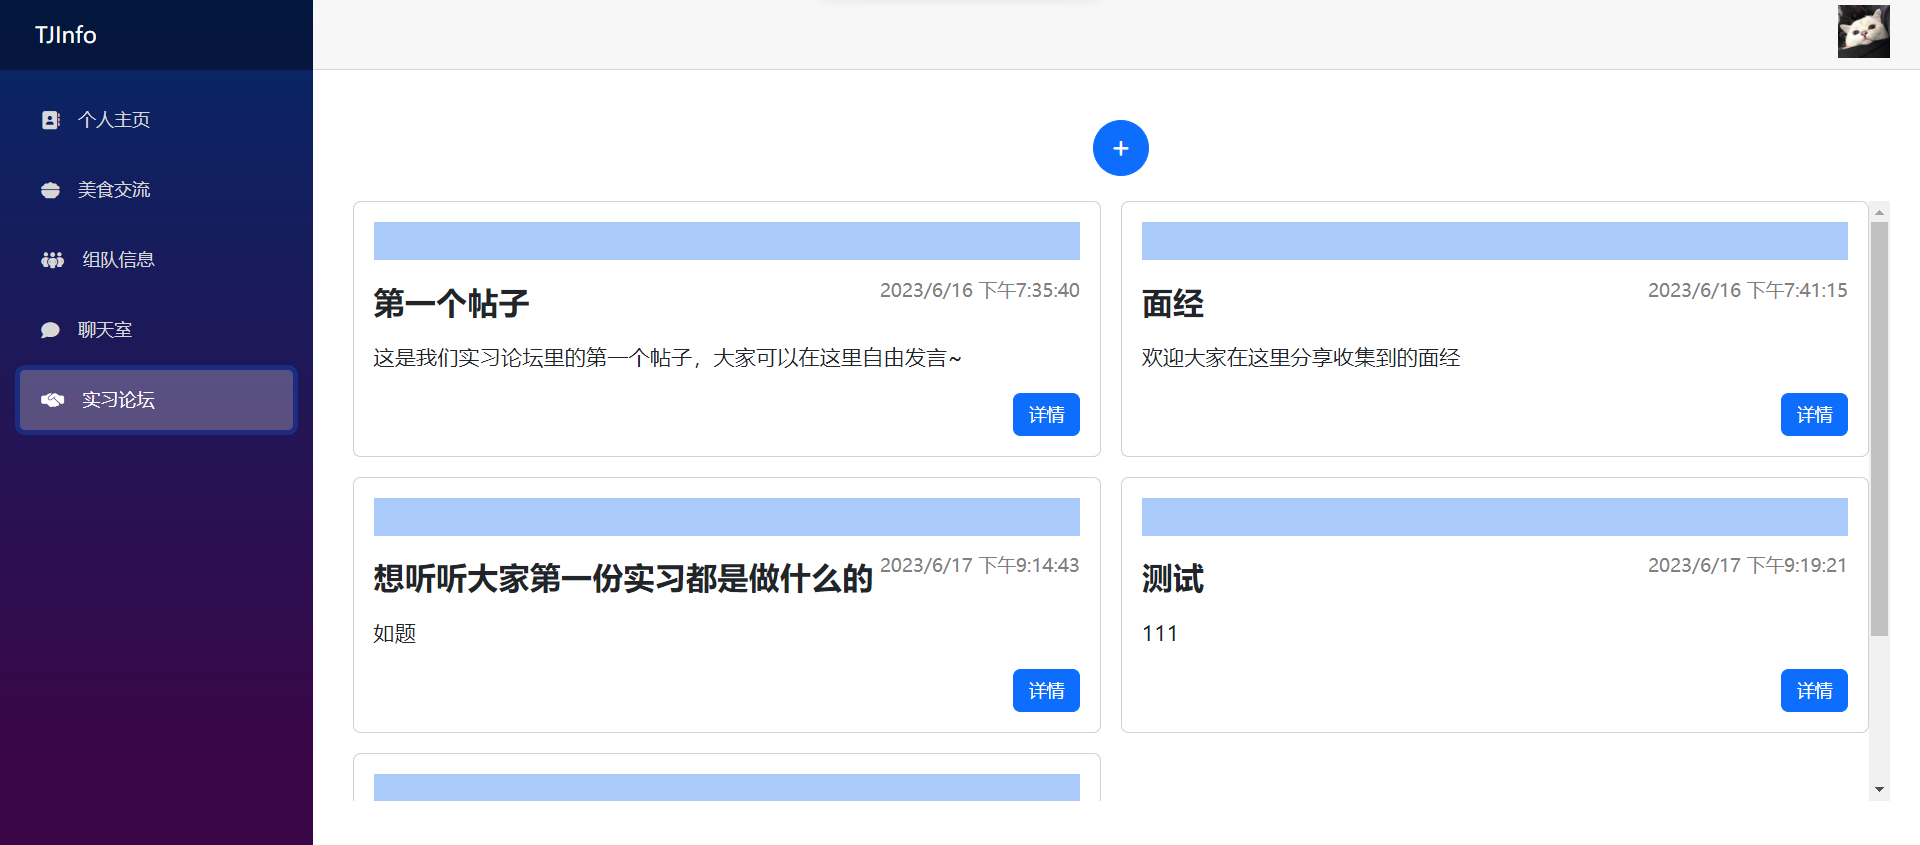 TJInfo
个人主页
美食交流
组队信息
聊天室
实习论坛
+
第一个帖子
2023/6/16 下午7:35:40
这是我们实习论坛里的第一个帖子，大家可以在这里自由发言~
详情
面经
2023/6/16 下午7:41:15
欢迎大家在这里分享收集到的面经
详情
想听听大家第一份实习都是做什么的
2023/6/17 下午9:14:43
如题
详情
测试
2023/6/17 下午9:19:21
111
详情